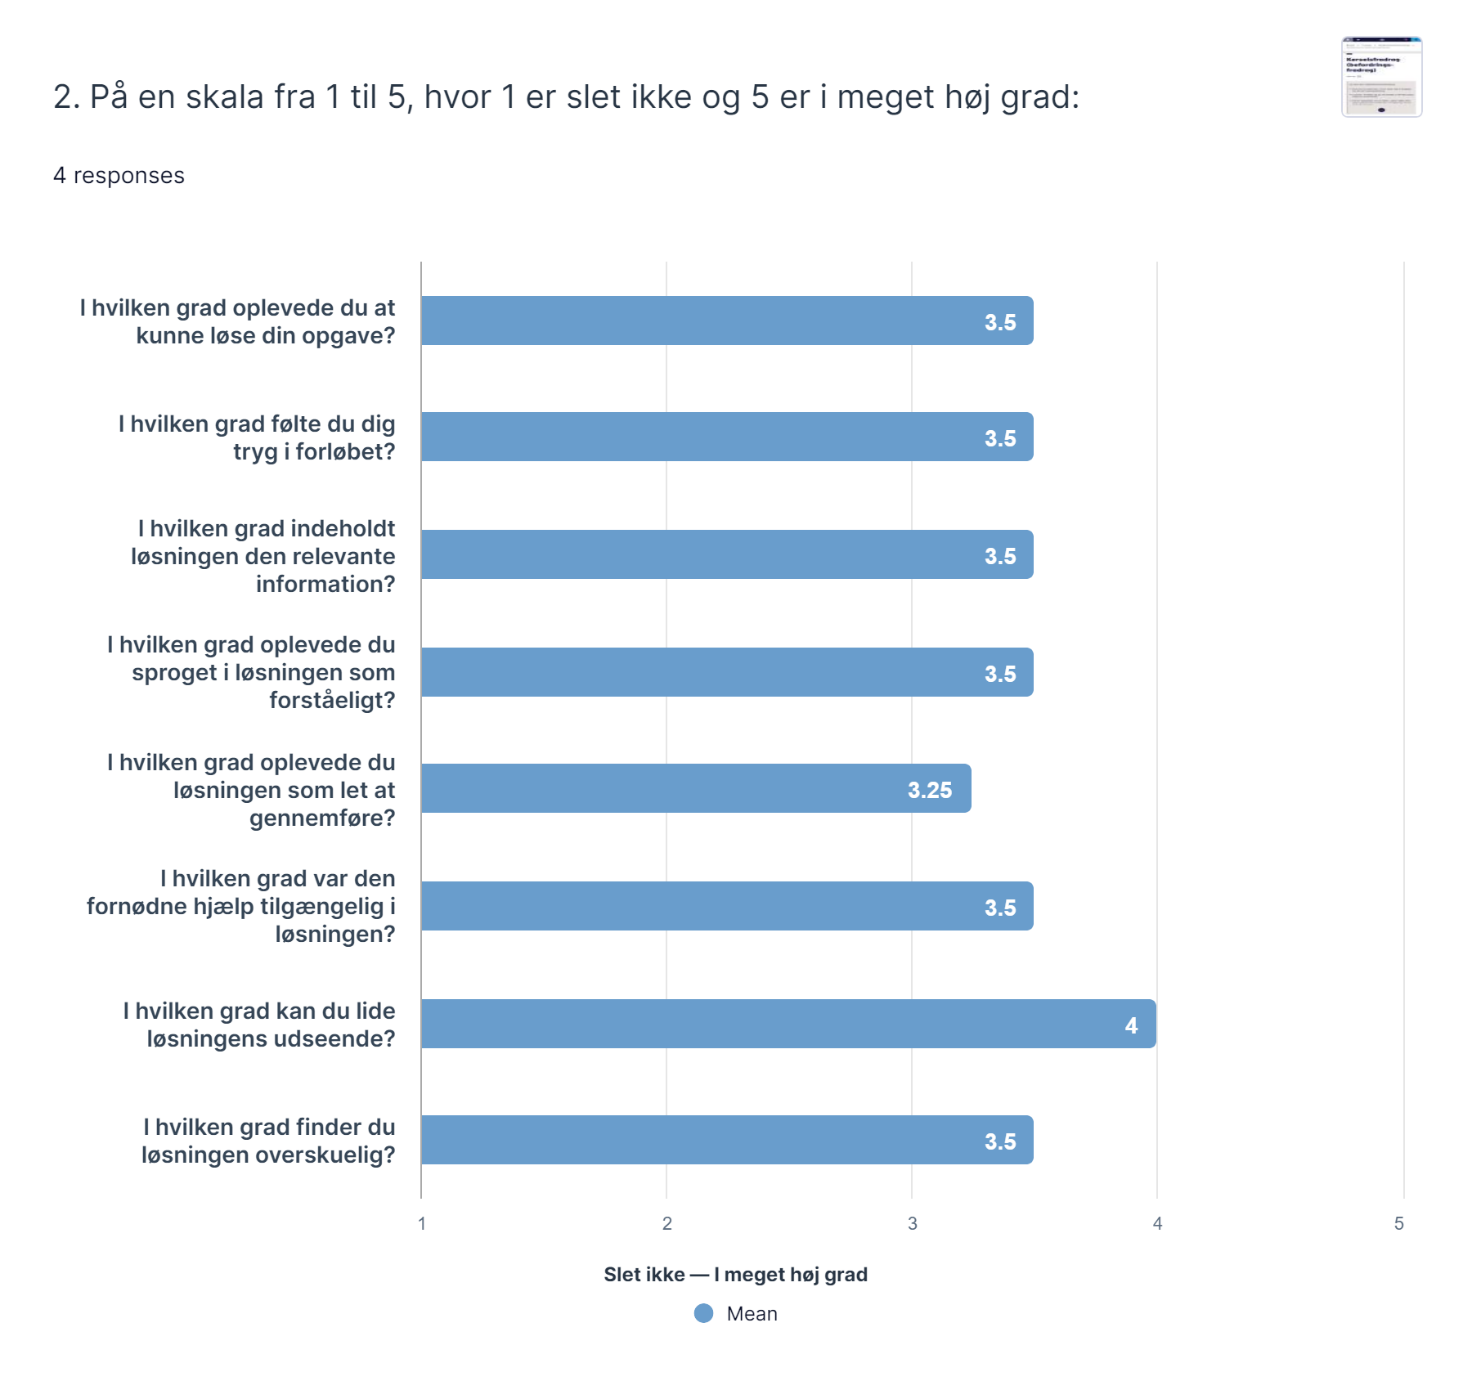 2. På en skala fra 1 til 5, hvor 1 er slet ikke og 5 er i meget høj grad:
Kørselsfradrag
(befordrings-
fradrag)
4 responses
I hvilken grad oplevede du at
kunne løse din opgave?
3.5
I hvilken grad følte du dig
tryg i forløbet?
3.5
I hvilken grad indeholdt
løsningen den relevante
information?
3.5
I hvilken grad oplevede du
sproget i løsningen som
forståeligt?
3.5
I hvilken grad oplevede du
løsningen som let at
gennemføre?
3.25
I hvilken grad var den
fornødne hjælp tilgængelig i
løsningen?
3.5
I hvilken grad kan du lide
løsningens udseende?
4
I hvilken grad finder du
løsningen overskuelig?
3.5
1 2 3 4 5
Slet ikke — I meget høj grad
Mean